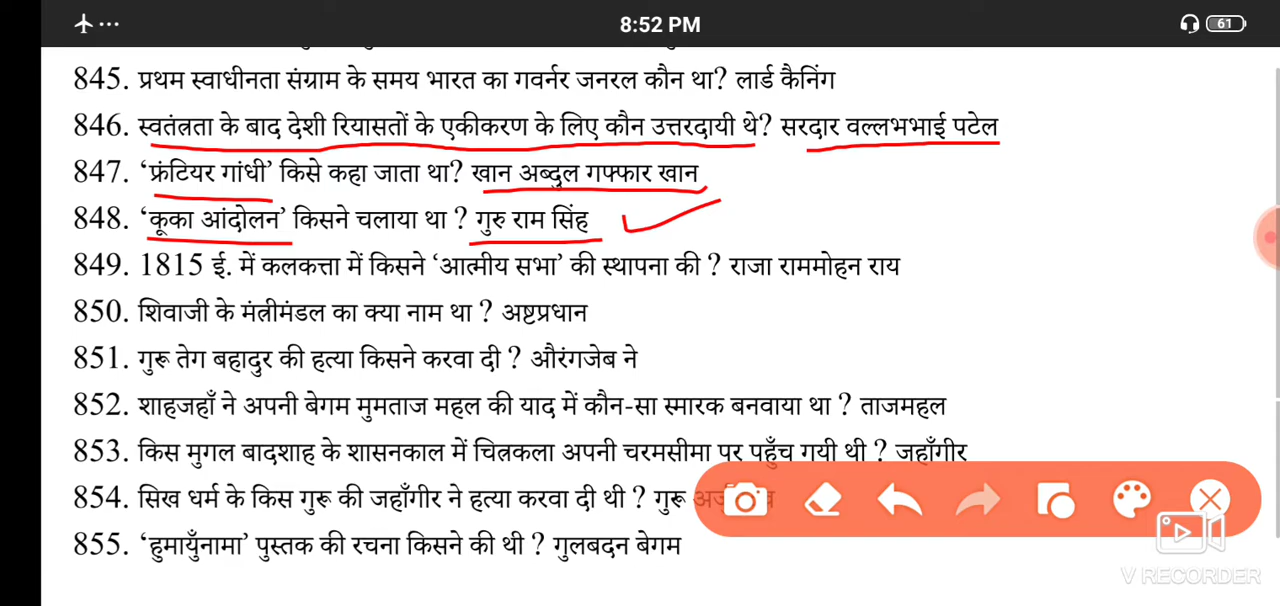 8:52 PM
61
845. प्रथम स्वाधीनता संग्राम के समय भारत का गवर्नर जनरल कौन था? लार्ड कैनिंग
846. स्वतंत्रता के बाद देशी रियासतों के एकीकरण के लिए कौन उत्तरदायी थे? सरदार वल्लभभाई पटेल
847. ‘फ्रंटियर गांधी’ किसे कहा जाता था? खान अब्दुल गफ्फार खान
848. ‘कूका आंदोलन’ किसने चलाया था ? गुरु राम सिंह
849. 1815 ई. में कलकत्ता में किसने ‘आत्मीय सभा’ की स्थापना की ? राजा राममोहन राय
850. शिवाजी के मंत्रीमंडल का क्या नाम था ? अष्टप्रधान
851. गुरू तेग बहादुर की हत्या किसने करवा दी ? औरंगजेब ने
852. शाहजहाँ ने अपनी बेगम मुमताज महल की याद में कौन-सा स्मारक बनवाया था ? ताजमहल
853. किस मुगल बादशाह के शासनकाल में चित्रकला अपनी चरमसीमा पर पहुँच गयी थी ? जहाँगीर
854. सिख धर्म के किस गुरू की जहाँगीर ने हत्या करवा दी थी ? गुरू
855. ‘हुमायुँनामा’ पुस्तक की रचना किसने की थी ? गुलबदन बेगम
V RECORDER